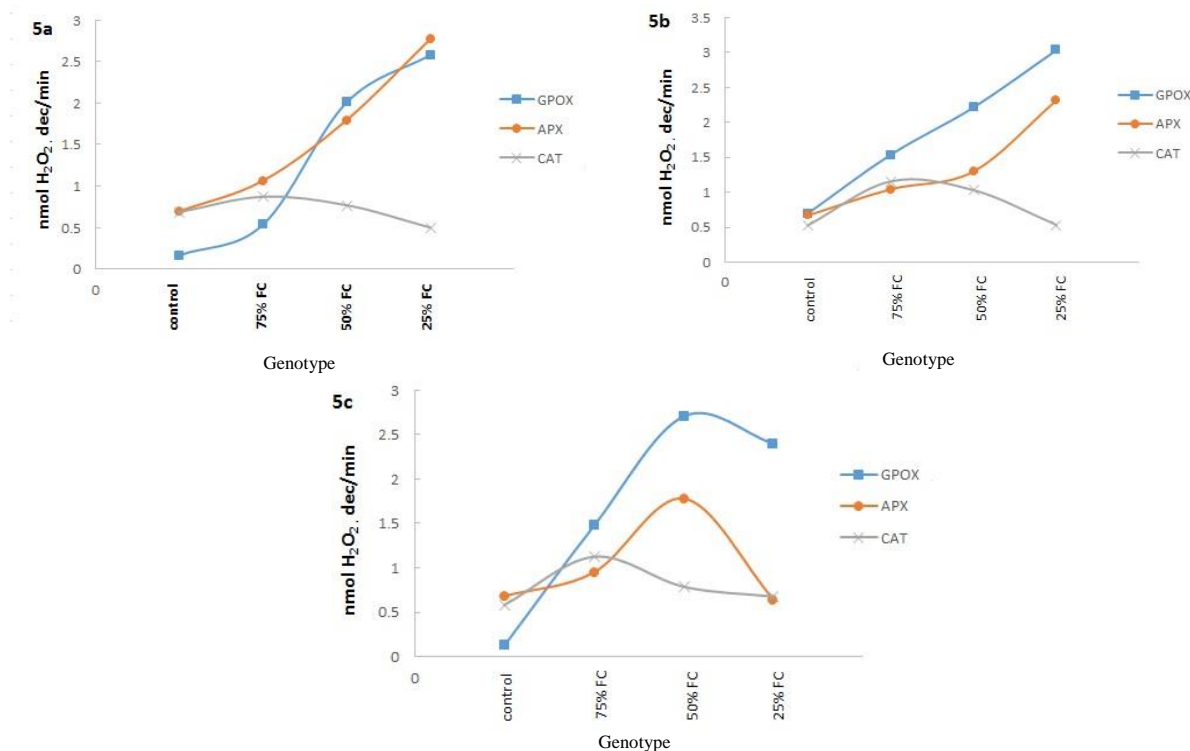 5a
3
2.5
2
1.5
1
0.5
0
nmol H₂O₂. dec/min
0
control
75% FC
50% FC
25% FC
Genotype
GPOX
APX
CAT
5b
3.5
3
2.5
2
1.5
1
0.5
0
nmol H₂O₂. dec/min
0
control
75% FC
50% FC
25% FC
Genotype
GPOX
APX
CAT
5c
3
2.5
2
1.5
1
0.5
0
nmol H₂O₂. dec/min
0
control
75% FC
50% FC
25% FC
Genotype
GPOX
APX
CAT